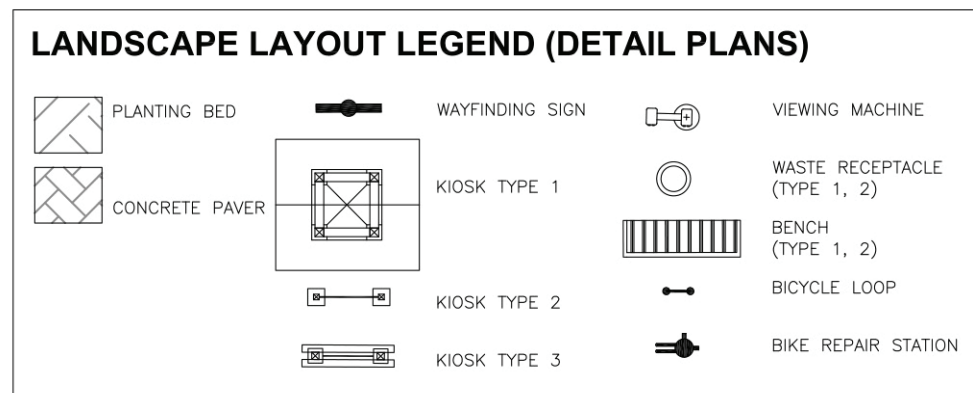 LANDSCAPE LAYOUT LEGEND (DETAIL PLANS)
PLANTING BED
CONCRETE PAVER
WAYFINDING SIGN
KIOSK TYPE 1
KIOSK TYPE 2
KIOSK TYPE 3
VIEWING MACHINE
WASTE RECEPTACLE
(TYPE 1, 2)
BENCH
(TYPE 1, 2)
BICYCLE LOOP
BIKE REPAIR STATION